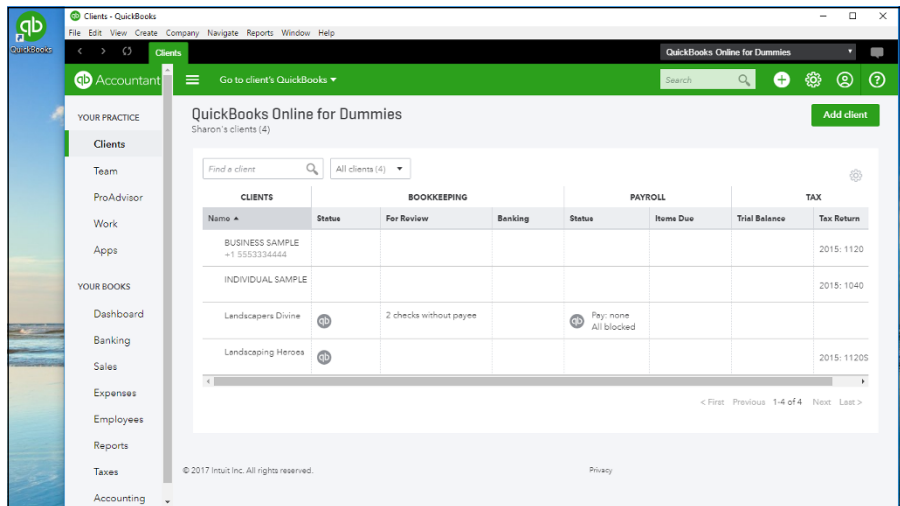 Clients - QuickBooks
File Edit View Create Company Navigate Reports Window Help
QuickBooks
Clients
QuickBooks Online for Dummies
qb Accountant
Go to client's QuickBooks
Search
YOUR PRACTICE
Clients
Team
ProAdvisor
Work
Apps
YOUR BOOKS
Dashboard
Banking
Sales
Expenses
Employees
Reports
Taxes
Accounting
QuickBooks Online for Dummies
Sharon's clients (4)
Add client
Find a client
All clients (4)
CLIENTS BOOKKEEPING PAYROLL TAX
Name Status For Review Banking Status Items Due Trial Balance Tax Return
BUSINESS SAMPLE
+1 5553334444
2015: 1120
INDIVIDUAL SAMPLE
2015: 1040
Landscapers Divine qb 2 checks without payee qb Pay: none
All blocked
Landscaping Heroes qb
2015: 1120S
< First Previous 1-4 of 4 Next Last >
© 2017 Intuit Inc. All rights reserved.
Privacy